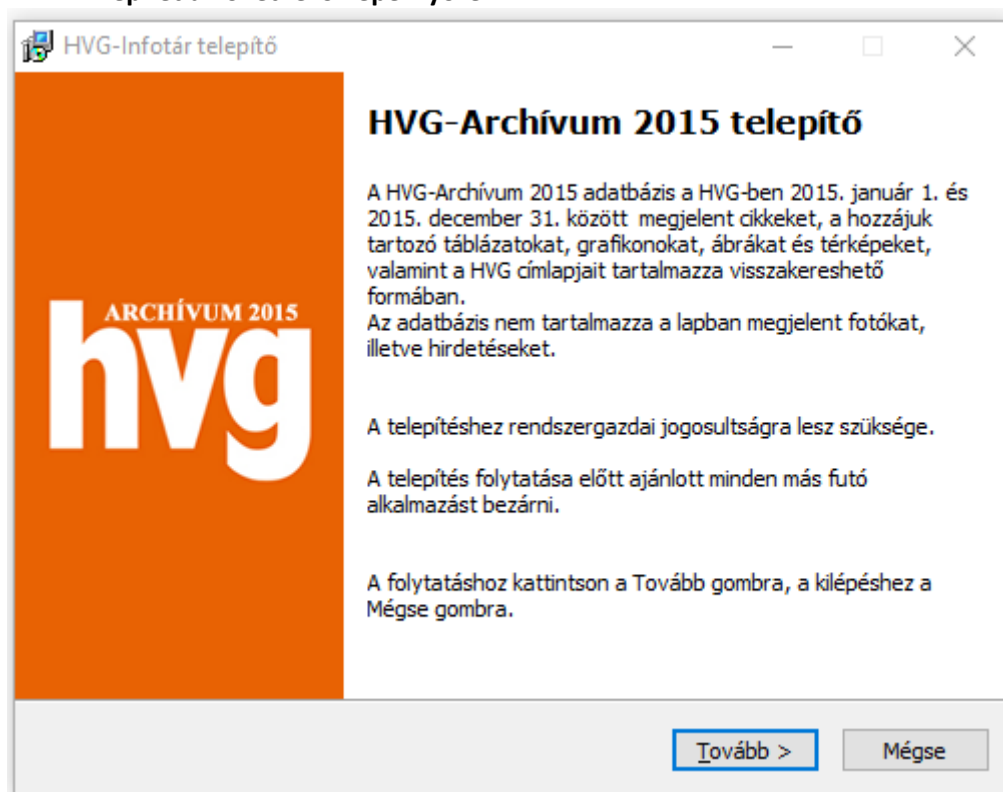 HVG-Infotár telepítő
HVG-Archívum 2015 telepítő
A HVG-Archívum 2015 adatbázis a HVG-ben 2015. január 1. és
2015. december 31. között megjelent cikkeket, a hozzájuk
tartozó táblázatokat, grafikonokat, ábrákat és térképeket,
valamint a HVG címlapjait tartalmazza visszakereshető
formában.
Az adatbázis nem tartalmazza a lapban megjelent fotókat,
illetve hirdetéseket.
ARCHÍVUM 2015
hvg
A telepítéshez rendszergazdai jogosultságra lesz szüksége.
A telepítés folytatása előtt ajánlott minden más futó
alkalmazást bezárni.
A folytatáshoz kattintson a Tovább gombra, a kilépéshez a
Mégse gombra.
Tovább >
Mégse